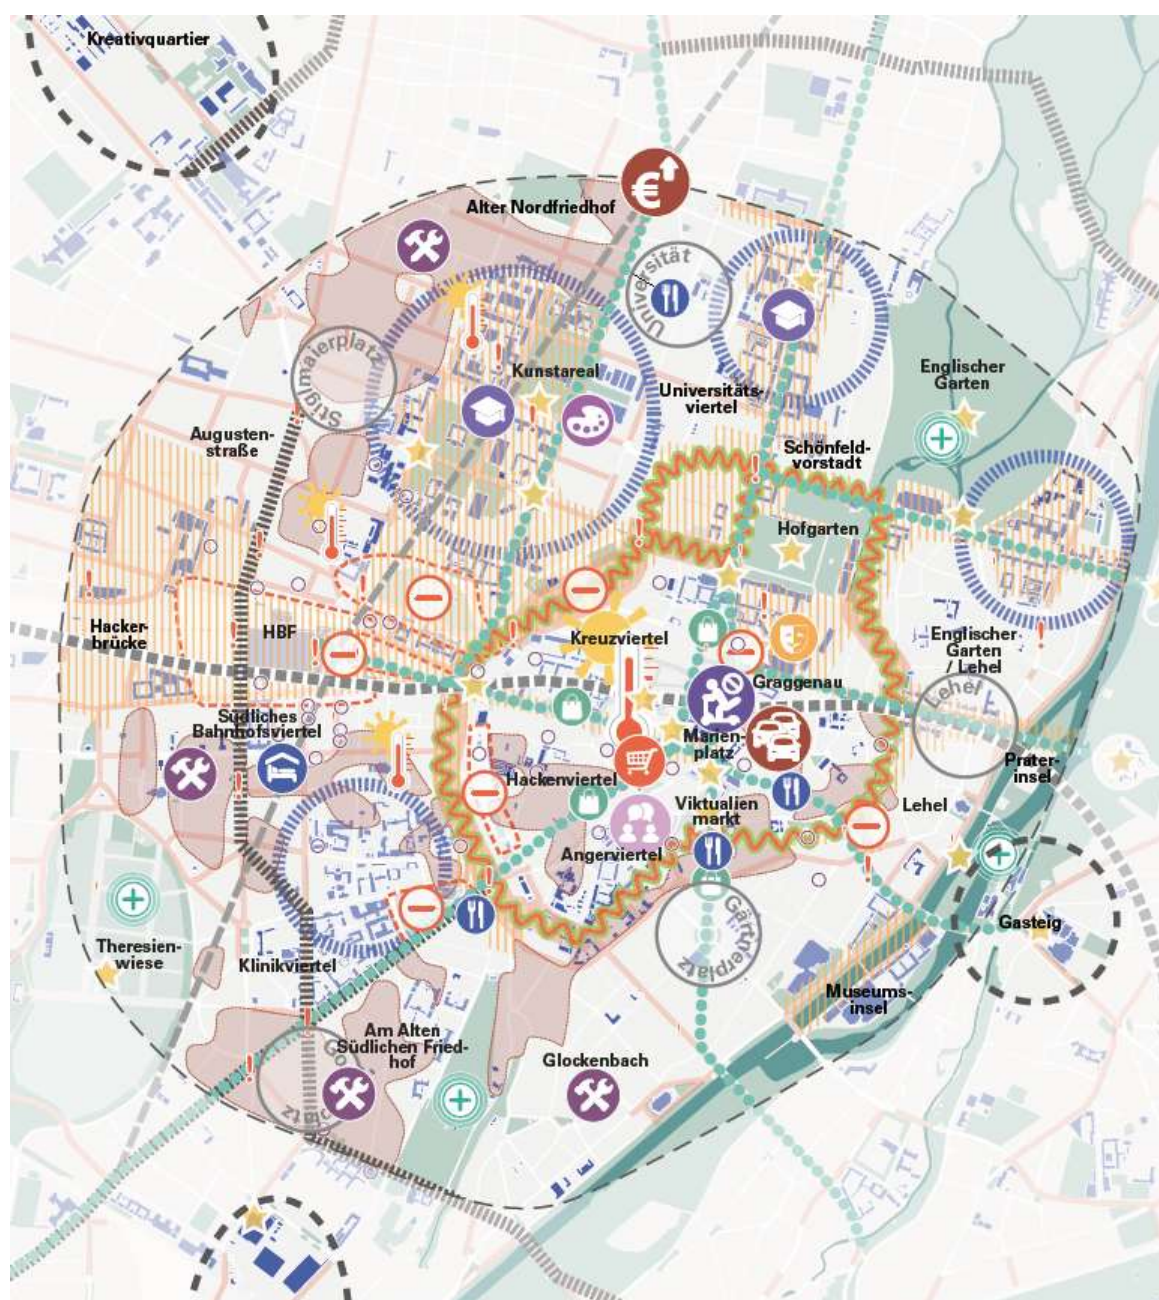 Kreativquartier
Alter Nordfriedhof
Universität
Stiglmaierplatz
Kunstareal
Universitäts-
viertel
Englischer
Garten
Augusten-
straße
Schönfeld-
vorstadt
Hofgarten
Hacker-
brücke
HBF
Kreuzviertel
Englischer
Garten
/ Lehel
Graggenau
Lehel
Südliches
Bahnhofsviertel
Marien-
platz
Prater-
insel
Hackenviertel
Viktualien
markt
Lehel
Angerviertel
Gärtnerplatz
Gasteig
Theresien-
wiese
Klinikviertel
Museums-
insel
Am Alten
Südlichen Fried-
hof
Glockenbach
€